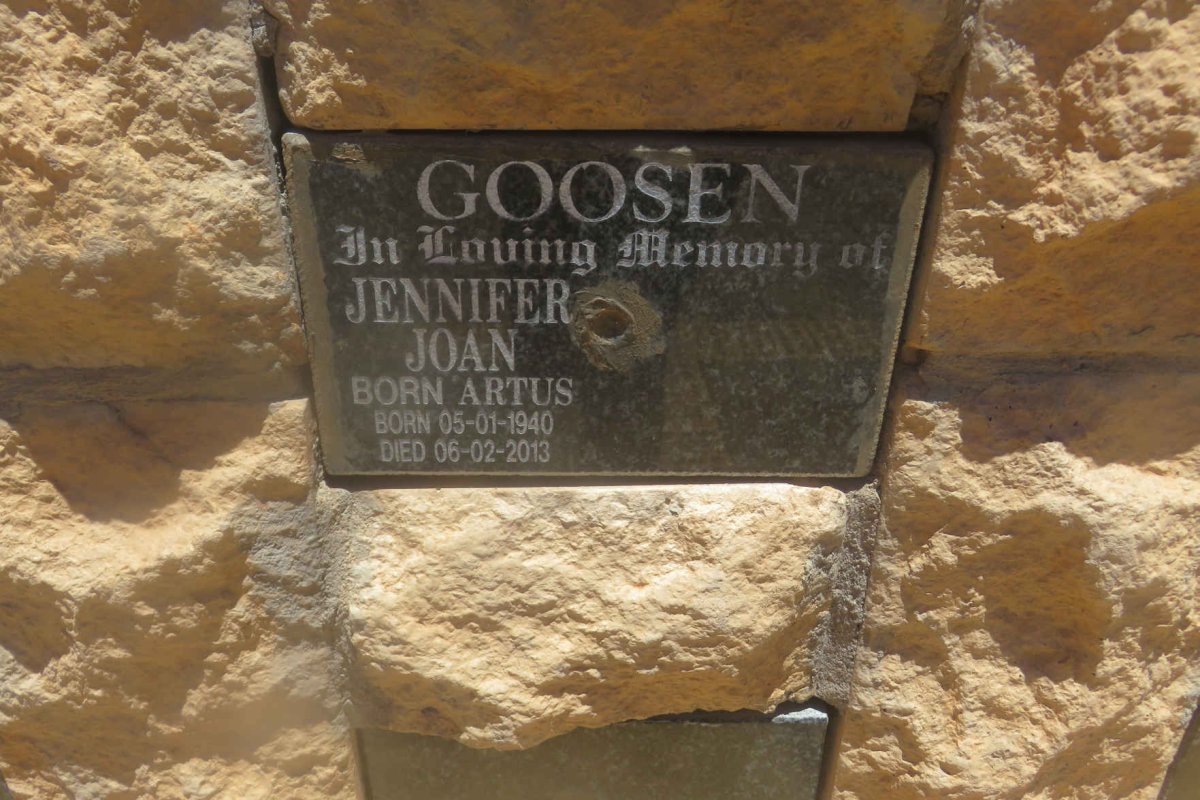 GOOSEN
In Loving Memory of
JENNIFER
JOAN
BORN ARTUS
BORN 05-01-1940
DIED 06-02-2013